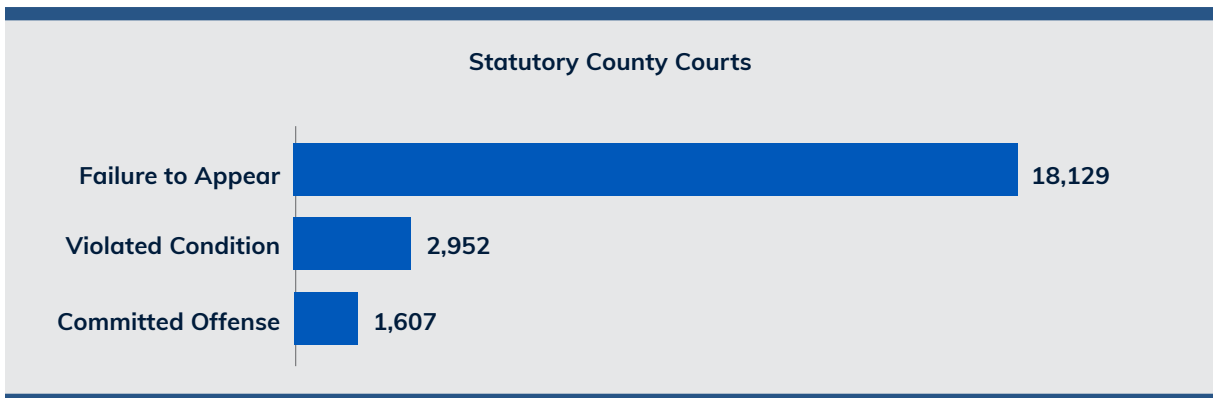 Statutory County Courts
Failure to Appear 18,129
Violated Condition 2,952
Committed Offense 1,607